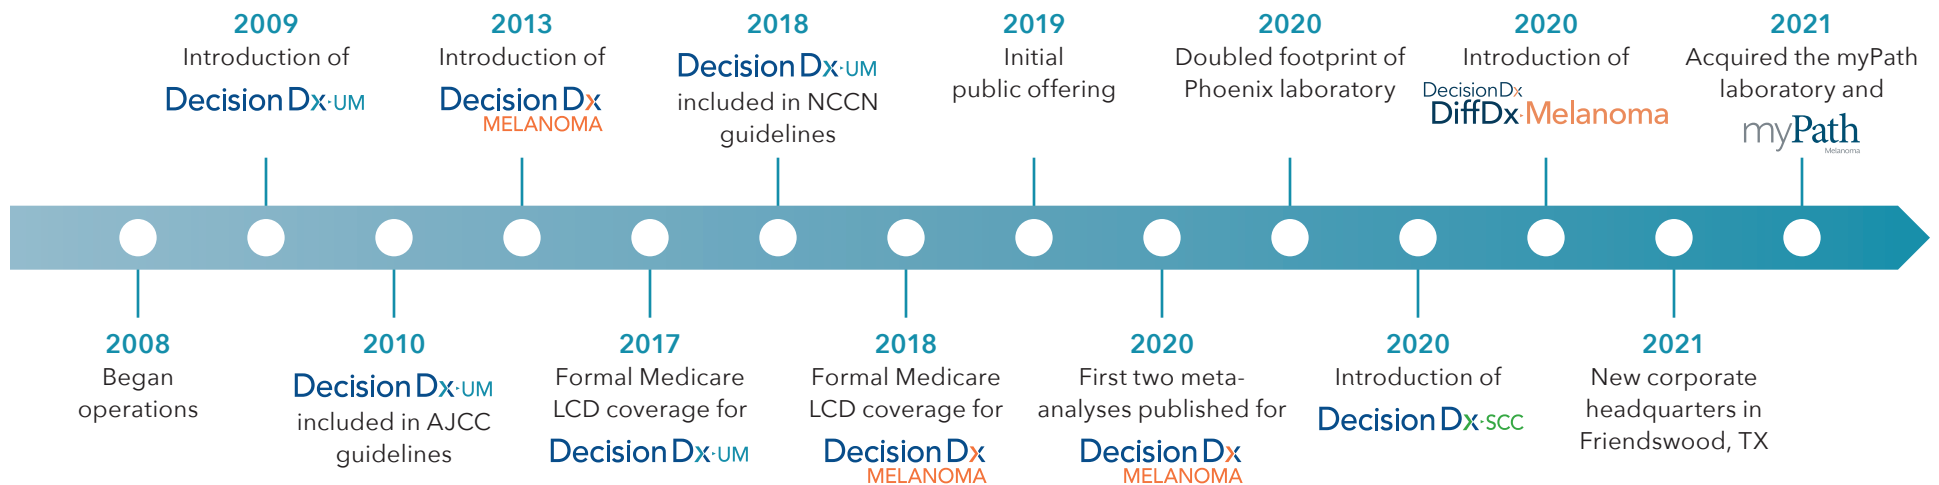 2009
Introduction of
DecisionDx·UM
2013
Introduction of
DecisionDx
MELANOMA
2018
DecisionDx·UM
included in NCCN
guidelines
2019
Initial
public offering
2020
Doubled footprint of
Phoenix laboratory
2020
Introduction of
DecisionDx
DiffDx·Melanoma
2021
Acquired the myPath
laboratory and
myPath
Melanoma
2008
Began
operations
2010
DecisionDx·UM
included in AJCC
guidelines
2017
Formal Medicare
LCD coverage for
DecisionDx·UM
2018
Formal Medicare
LCD coverage for
DecisionDx
MELANOMA
2020
First two meta-
analyses published for
DecisionDx
MELANOMA
2020
Introduction of
DecisionDx·SCC
2021
New corporate
headquarters in
Friendswood, TX